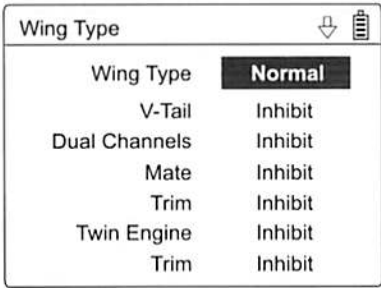 Wing Type
Wing Type Normal
V-Tail Inhibit
Dual Channels Inhibit
Mate Inhibit
Trim Inhibit
Twin Engine Inhibit
Trim Inhibit